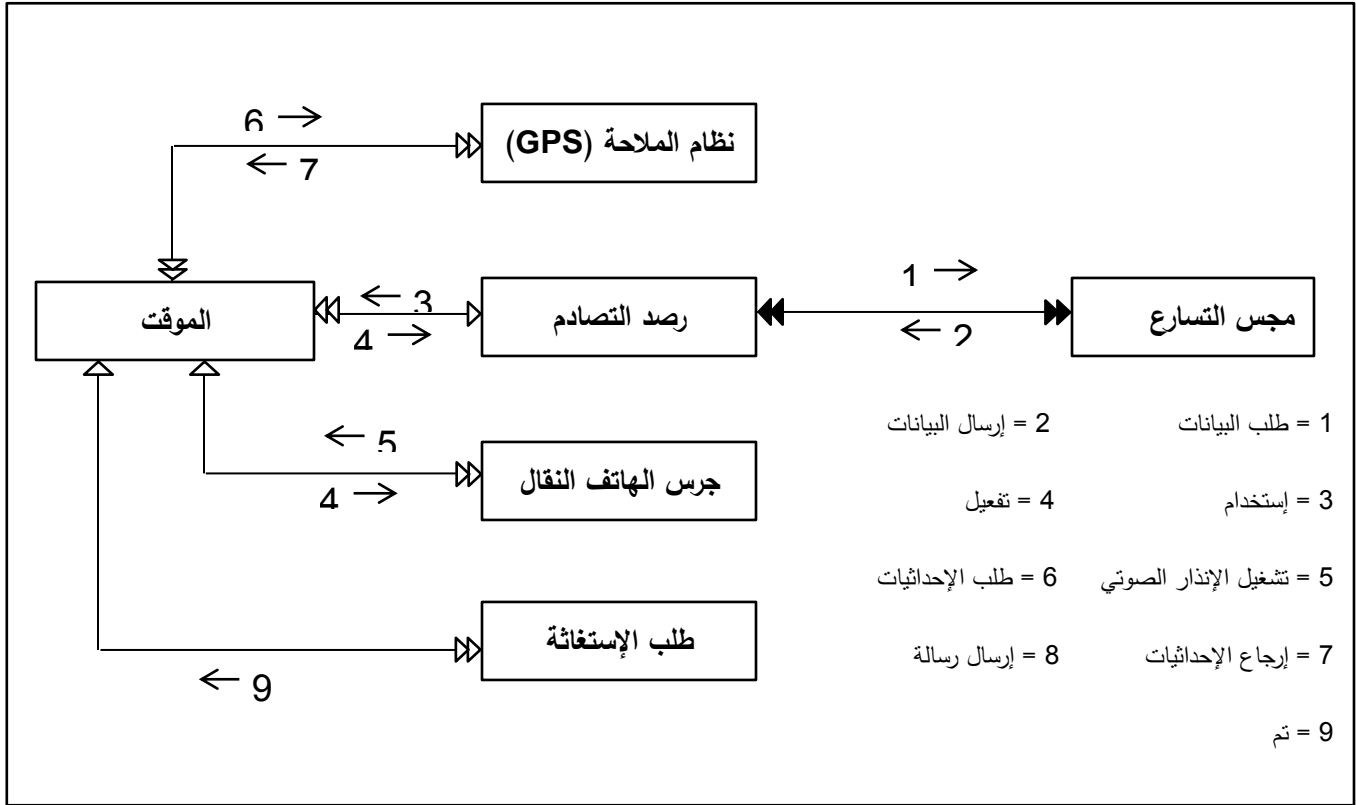 6 →
نظام الملاحة (GPS)
← 7
1 →
← 3
الموقت
رصد التصادم
مجس التسارع
4 →
← 2
1 = طلب البيانات
2 = إرسال البيانات
← 5
جرس الهاتف النقال
4 →
3 = إستخدام
4 = تفعيل
5 = تشغيل الإنذار الصوتي
6 = طلب الإحداثيات
طلب الإستغاثة
7 = إرجاع الإحداثيات
8 = إرسال رسالة
← 9
9 = تم